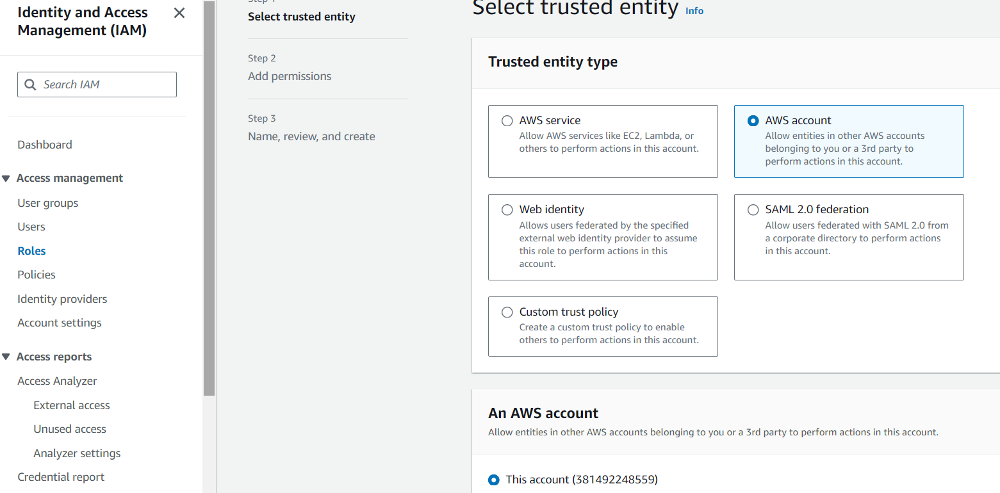 Identity and Access
Management (IAM)
Search IAM
Dashboard
Access management
User groups
Users
Roles
Policies
Identity providers
Account settings
Access reports
Access Analyzer
External access
Unused access
Analyzer settings
Credential report
Step 1
Select trusted entity
Step 2
Add permissions
Step 3
Name, review, and create
Select trusted entity Info
Trusted entity type
AWS service
Allow AWS services like EC2, Lambda, or
others to perform actions in this account.
AWS account
Allow entities in other AWS accounts
belonging to you or a 3rd party to
perform actions in this account.
Web identity
Allows users federated by the specified
external web identity provider to assume
this role to perform actions in this
account.
SAML 2.0 federation
Allow users federated with SAML 2.0 from
a corporate directory to perform actions
in this account.
Custom trust policy
Create a custom trust policy to enable
others to perform actions in this account.
An AWS account
Allow entities in other AWS accounts belonging to you or a 3rd party to perform actions in this account.
This account (381492248559)